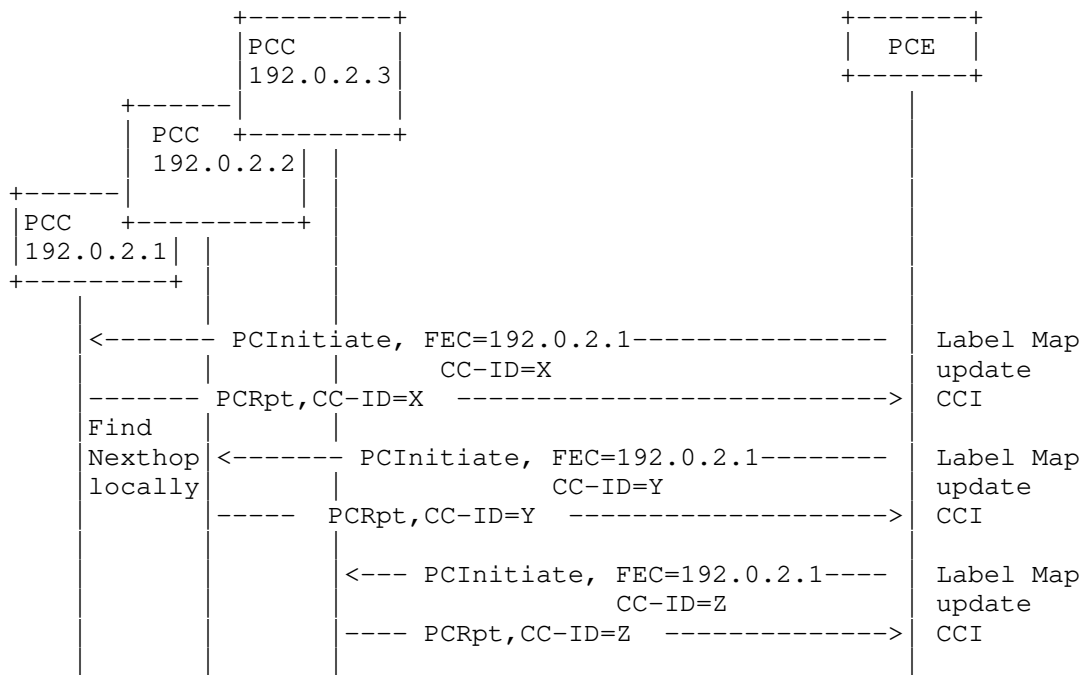 PCC
192.0.2.3
PCE
PCC
192.0.2.2
PCC
192.0.2.1
<------- PCInitiate, FEC=192.0.2.1---------------- Label Map
CC-ID=X update
------- PCRpt,CC-ID=X ---------------------------> CCI
Find
Nexthop <------- PCInitiate, FEC=192.0.2.1-------- Label Map
locally CC-ID=Y update
----- PCRpt,CC-ID=Y --------------------> CCI
<--- PCInitiate, FEC=192.0.2.1---- Label Map
CC-ID=Z update
---- PCRpt,CC-ID=Z --------------> CCI